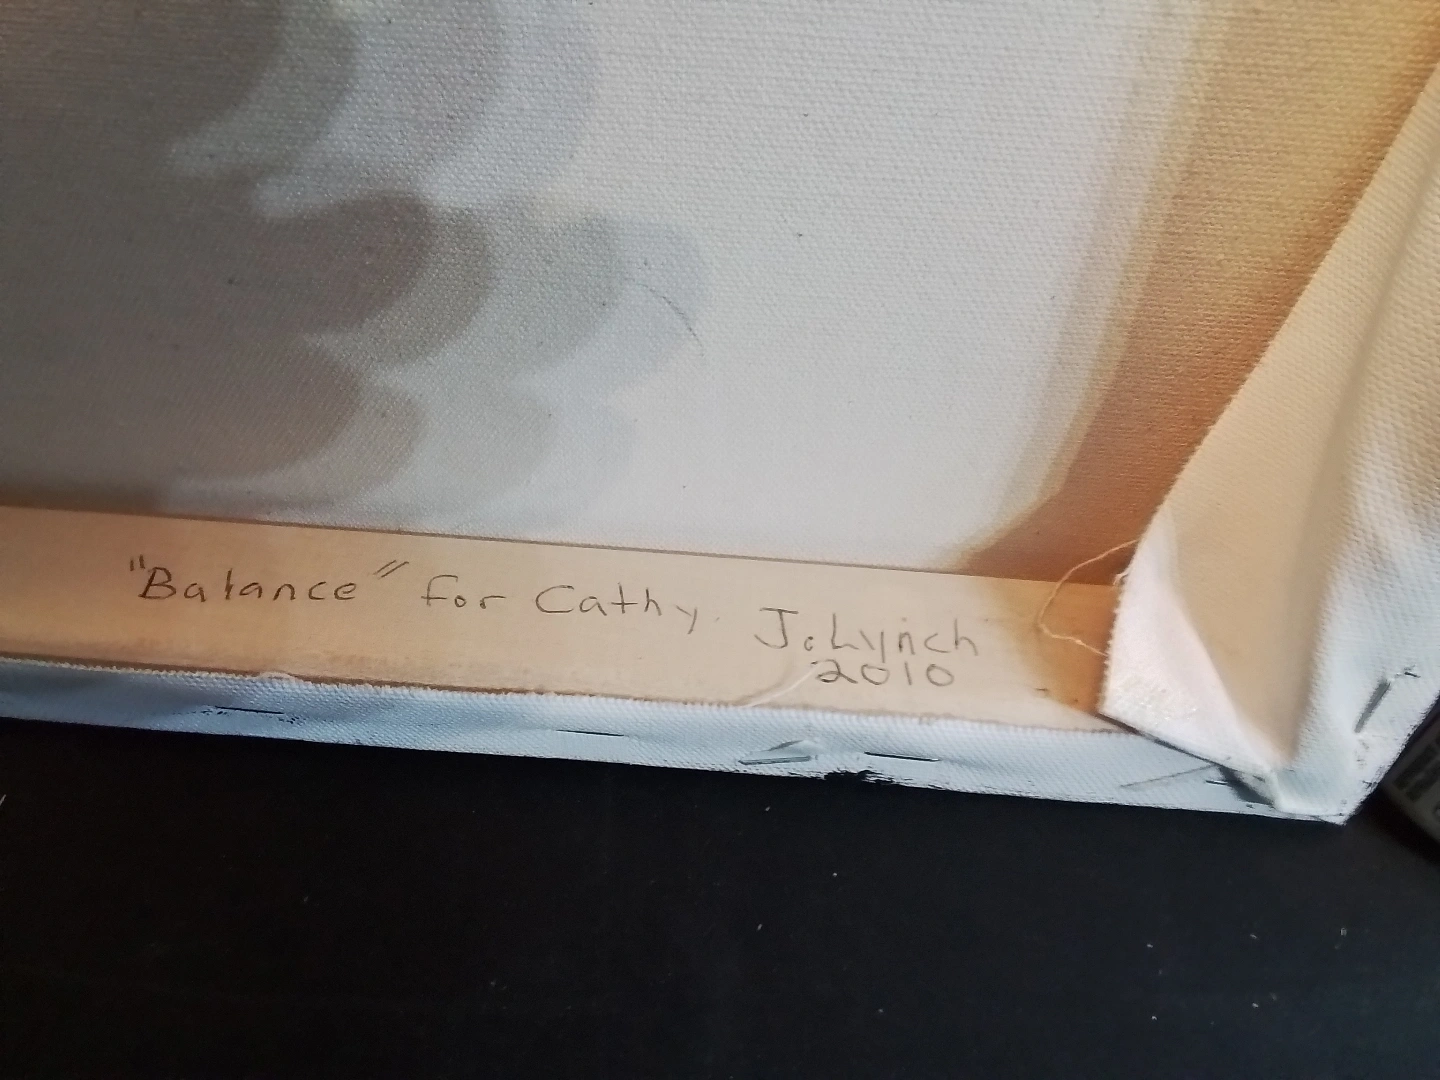 "Balance" for Cathy. J. Lynch
2010